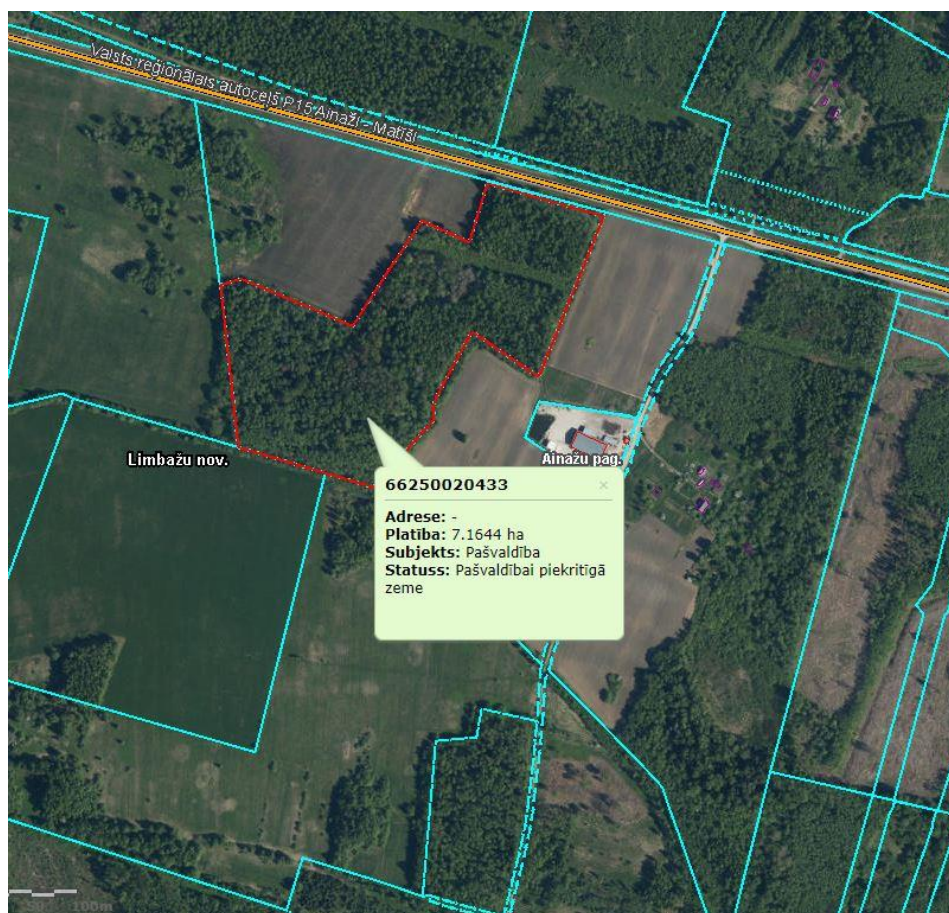 Valsts reģionālais autoceļš P15 Ainaži - Matīši
Limbažu nov.
Ainažu pag.
66250020433
×
Adrese: -
Platība: 7.1644 ha
Subjekts: Pašvaldība
Statuss: Pašvaldībai piekritīgā
zeme
100m